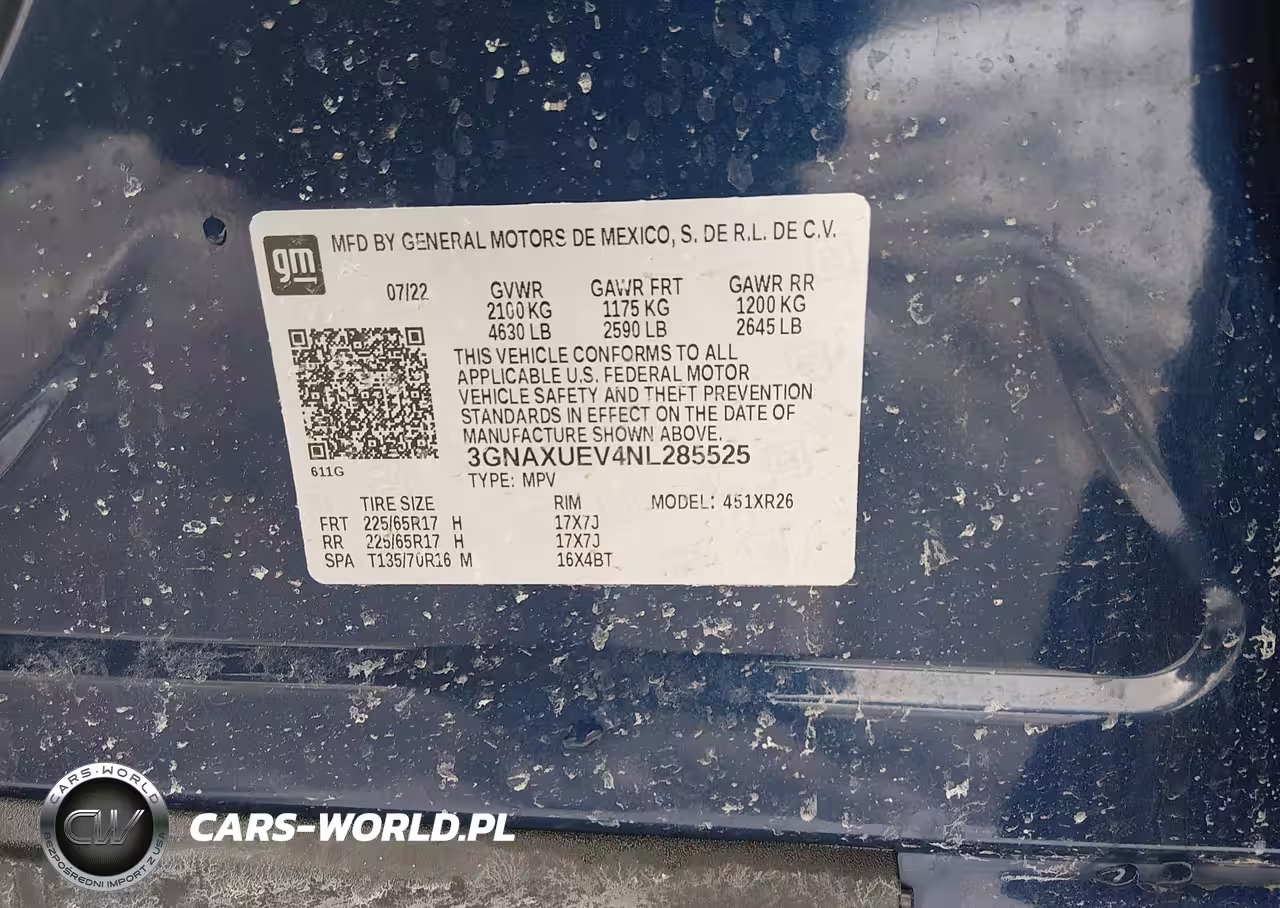 gm
MFD BY GENERAL MOTORS DE MEXICO, S. DE R.L. DE C.V.
07/22 GVWR GAWR FRT GAWR RR
2100 KG 1175 KG 1200 KG
4630 LB 2590 LB 2645 LB
THIS VEHICLE CONFORMS TO ALL
APPLICABLE U.S. FEDERAL MOTOR
VEHICLE SAFETY AND THEFT PREVENTION
STANDARDS IN EFFECT ON THE DATE OF
MANUFACTURE SHOWN ABOVE.
3GNAXUEV4NL285525
611G
TYPE: MPV
TIRE SIZE RIM MODEL: 451XR26
FRT 225/65R17 H 17X7J
RR 225/65R17 H 17X7J
SPA T135/70R16 M 16X4BT
CARS-WORLD
CW
BEZPOŚREDNI IMPORT Z USA
CARS-WORLD.PL